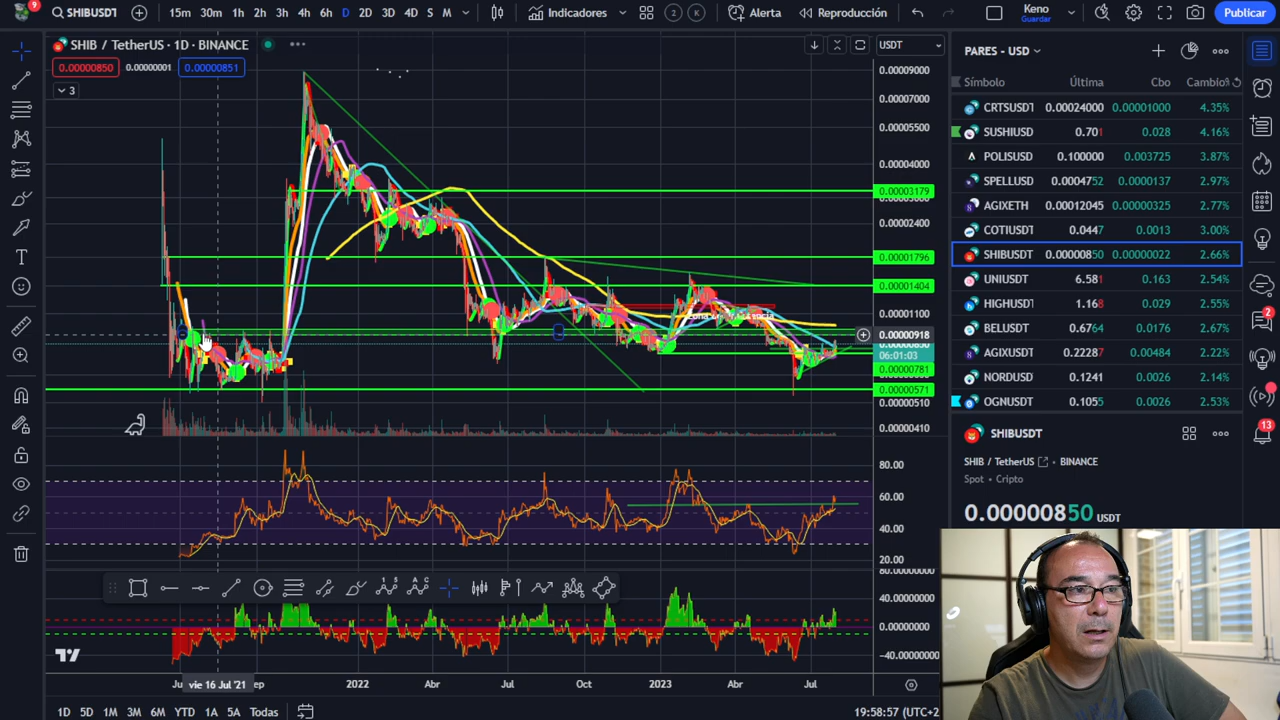 9 SHIBUSDT 15m 30m 1h 2h 3h 4h 6h D 2D 3D 4D S M Indicadores 2 K Alerta Reproducción Keno Guardar Publicar
SHIB / TetherUS · 1D · BINANCE
USDT
0.00000850 0.00000001 0.00000851
3
0.00009000
0.00007000
0.00005500
0.00004000
0.00003179
0.00002400
0.00001796
0.00001404
0.00001100
0.00000918
06:01:03
0.00000781
0.00000571
0.00000510
0.00000410
80.00
60.00
40.00
20.00
80.00000000
40.00000000
0.00000000
-40.00000000
vie 16 Jul '21 2022 Abr Jul Oct 2023 Abr Jul
1D 5D 1M 3M 6M YTD 1A 5A Todas 19:58:57 (UTC+2
PARES - USD
Símbolo Última Cbo Cambio%
CRTSUSDT 0.00024000 0.00001000 4.35%
SUSHIUSD 0.701 0.028 4.16%
POLISUSD 0.100000 0.003725 3.87%
SPELLUSD 0.0004752 0.0000137 2.97%
AGIXETH 0.00012045 0.00000325 2.77%
COTIUSDT 0.0447 0.0013 3.00%
SHIBUSDT 0.00000850 0.00000022 2.66%
UNIUSDT 6.581 0.163 2.54%
HIGHUSDT 1.168 0.029 2.55%
BELUSDT 0.6764 0.0176 2.67%
AGIXUSDT 0.22287 0.00484 2.22%
NORDUSD 0.1241 0.0026 2.14%
OGNUSDT 0.1055 0.0026 2.53%
2
13
SHIBUSDT
SHIB / TetherUS BINANCE
Spot • Cripto
0.00000850 USDT